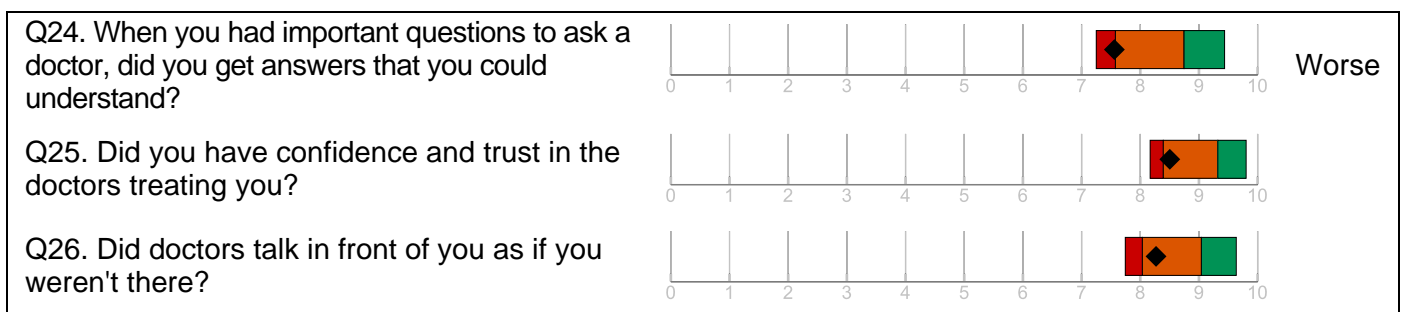 Q24. When you had important questions to ask a
doctor, did you get answers that you could
understand?
0 1 2 3 4 5 6 7 8 9 10
Worse
Q25. Did you have confidence and trust in the
doctors treating you?
0 1 2 3 4 5 6 7 8 9 10
Q26. Did doctors talk in front of you as if you
weren't there?
0 1 2 3 4 5 6 7 8 9 10